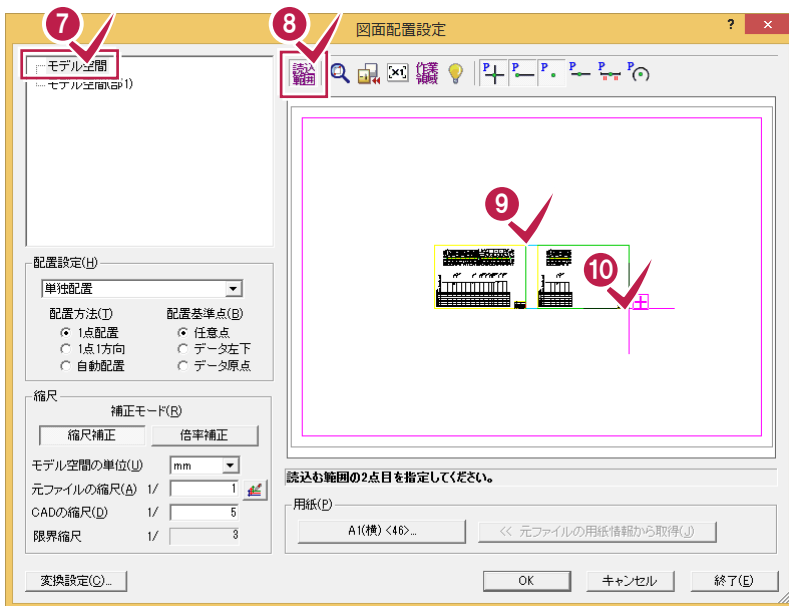 7
8
図面配置設定
? ×
モデル空間
モデル空間(部1)
読込範囲
×1
作業領域
P P P P P P
9
10
配置設定(H)
単独配置
配置方法(T) 配置基準点(B)
1点配置 任意点
1点1方向 データ左下
自動配置 データ原点
縮尺
補正モード(R)
縮尺補正 倍率補正
モデル空間の単位(U) mm
元ファイルの縮尺(A) 1/ 1
CADの縮尺(D) 1/ 5
限界縮尺 1/ 3
読込む範囲の2点目を指定してください。
用紙(P)
A1(横) <46>...
<< 元ファイルの用紙情報から取得(J)
変換設定(C)...
OK キャンセル 終了(E)